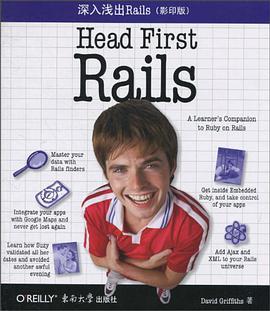 深入浅出Rails（影印版）
Head First
Rails
A Learner's Companion
to Ruby on Rails
Master your
data with
Rails finders
Integrate your apps
with Google Maps and
never get lost again
Learn how Suzy
validated all her
dates and avoided
another awful
evening
Get inside Embedded
Ruby, and take control
of your apps
Add Ajax and
XML to your Rails
universe
O'REILLY® 东南大学出版社
David Griffiths 著